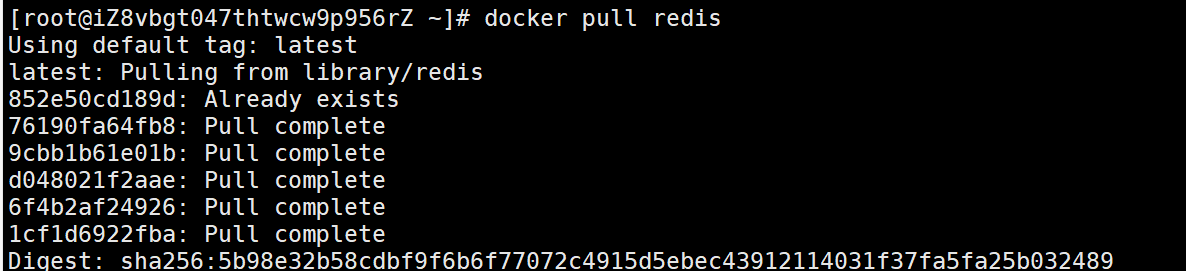 [root@iZ8vbgt047thtwcw9p956rZ ~]# docker pull redis
Using default tag: latest
latest: Pulling from library/redis
852e50cd189d: Already exists
76190fa64fb8: Pull complete
9cbb1b61e01b: Pull complete
d048021f2aae: Pull complete
6f4b2af24926: Pull complete
1cf1d6922fba: Pull complete
Digest: sha256:5b98e32b58cdbf9f6b6f77072c4915d5ebec43912114031f37fa5fa25b032489